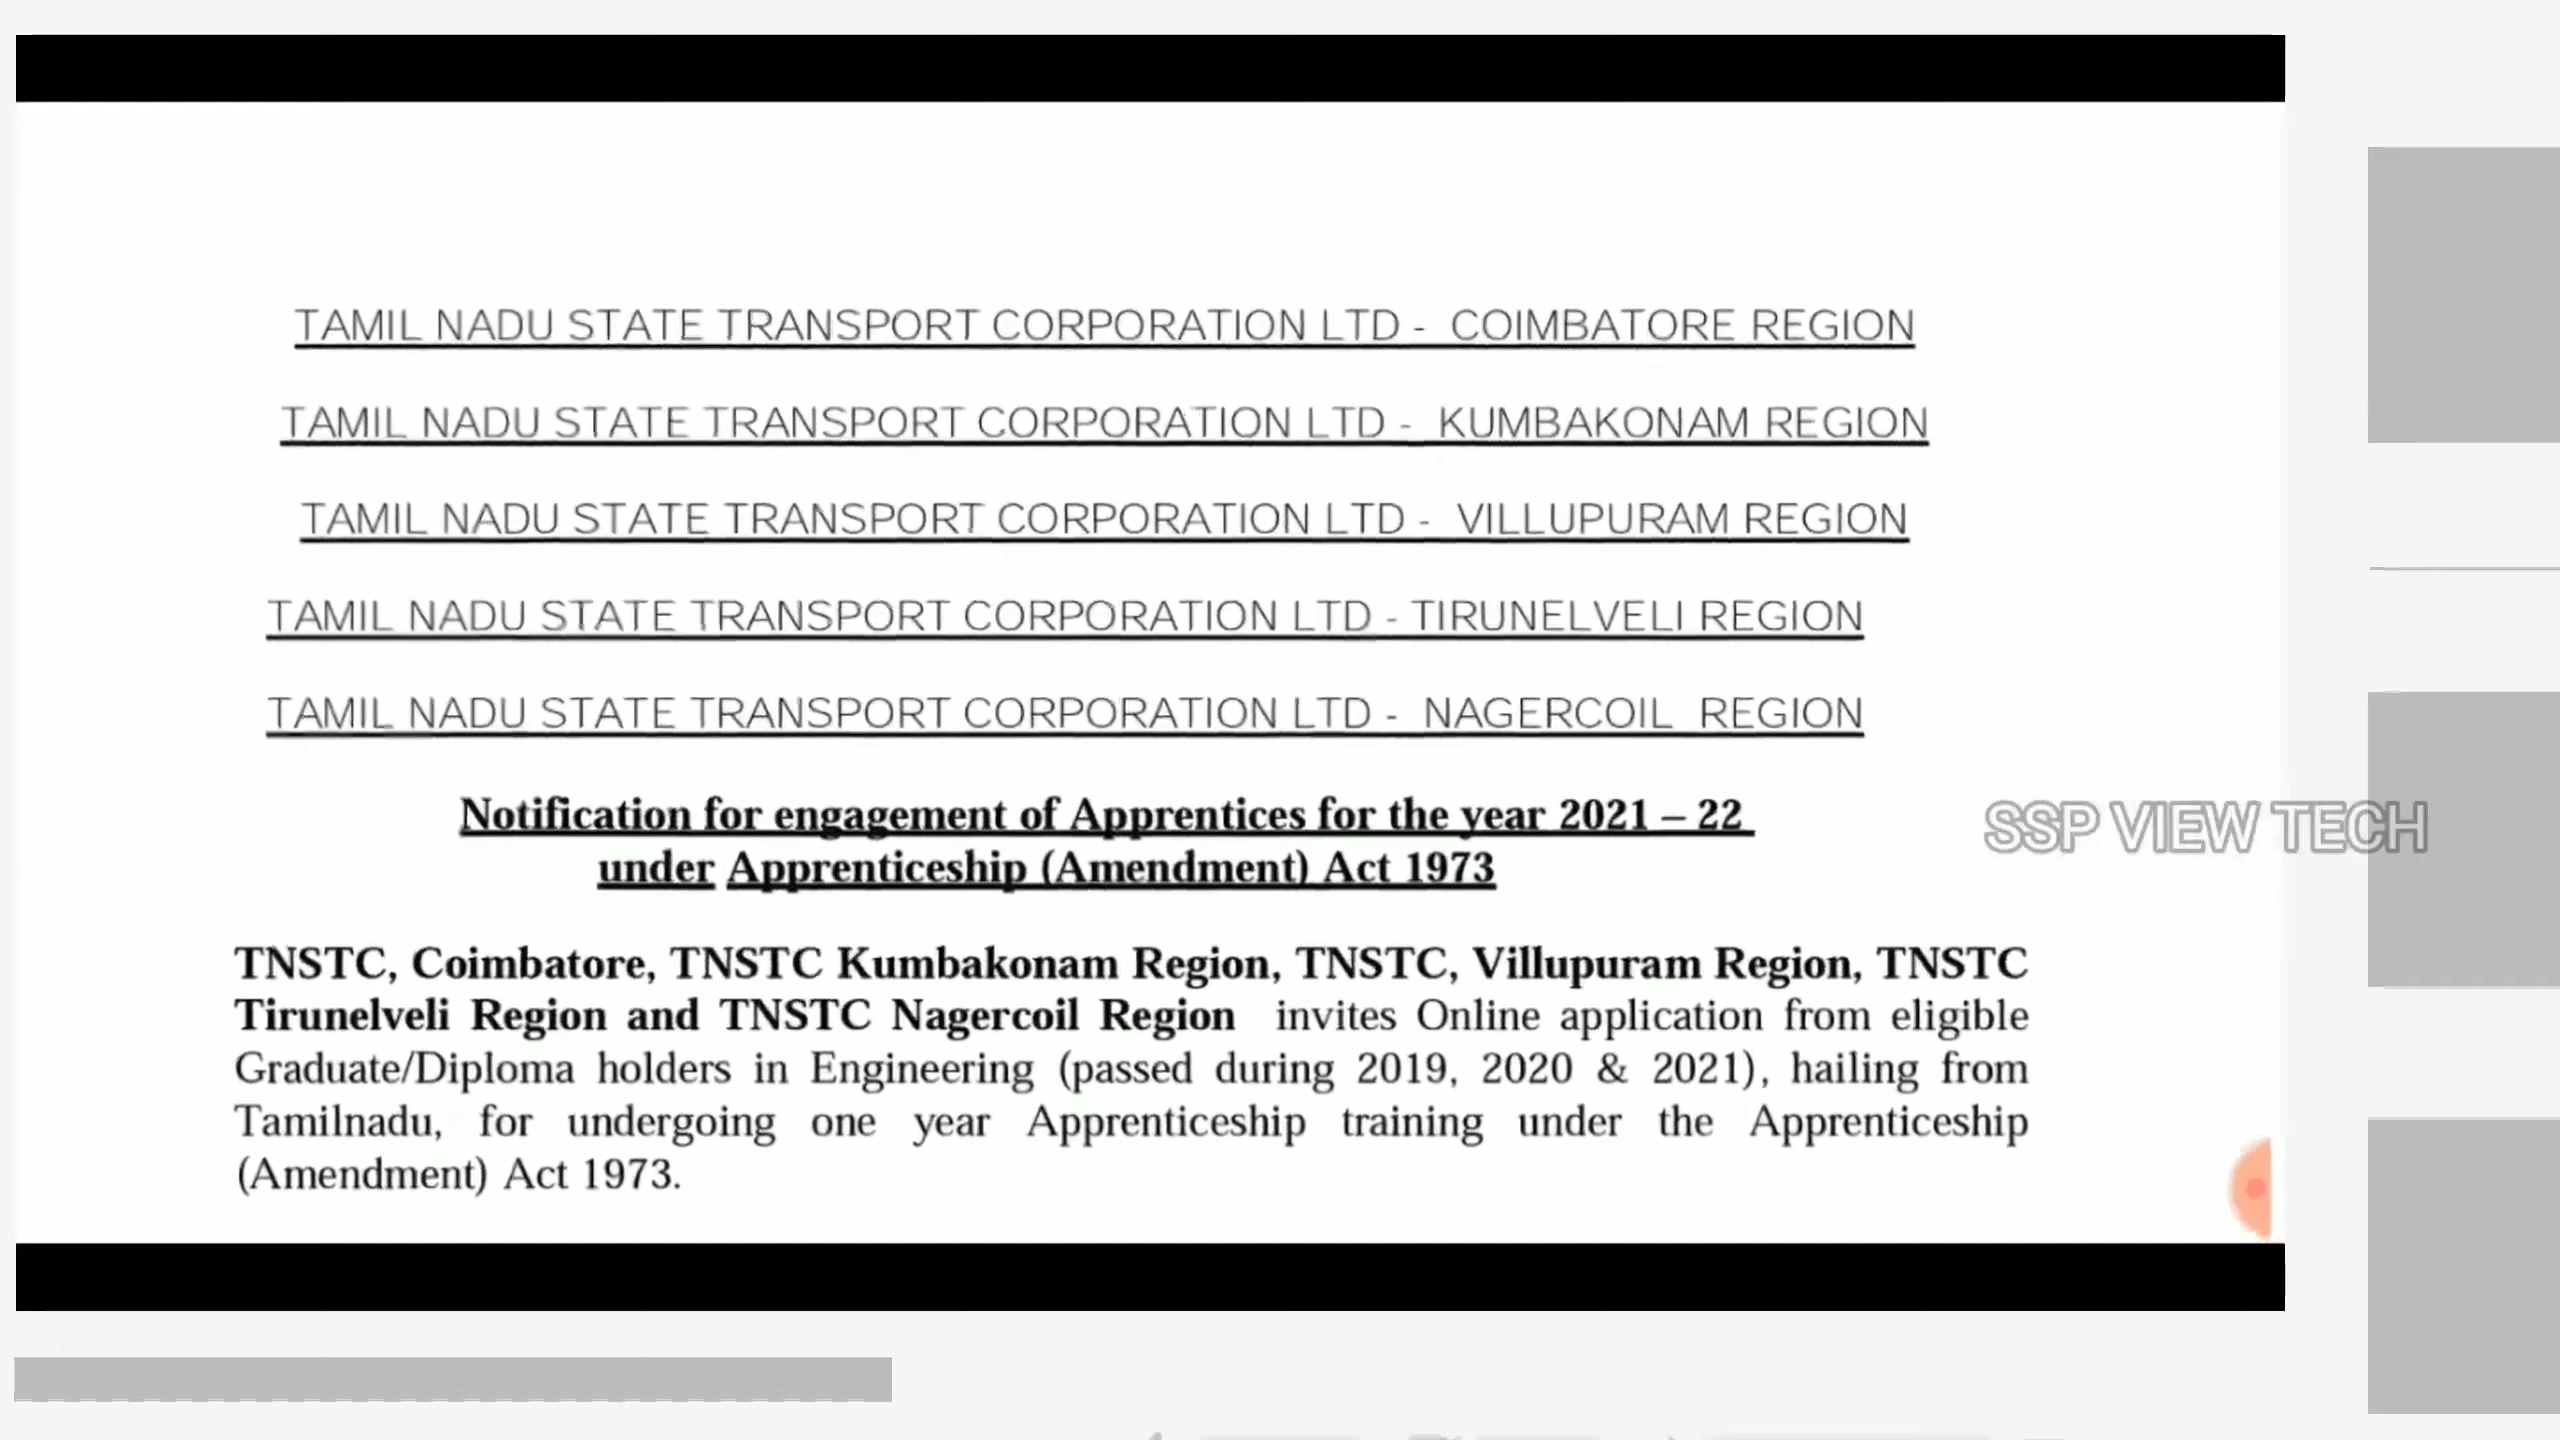 TAMIL NADU STATE TRANSPORT CORPORATION LTD - COIMBATORE REGION
TAMIL NADU STATE TRANSPORT CORPORATION LTD - KUMBAKONAM REGION
TAMIL NADU STATE TRANSPORT CORPORATION LTD - VILLUPURAM REGION
TAMIL NADU STATE TRANSPORT CORPORATION LTD - TIRUNELVELI REGION
TAMIL NADU STATE TRANSPORT CORPORATION LTD - NAGERCOIL REGION
Notification for engagement of Apprentices for the year 2021 – 22
under Apprenticeship (Amendment) Act 1973
SSP VIEW TECH
TNSTC, Coimbatore, TNSTC Kumbakonam Region, TNSTC, Villupuram Region, TNSTC
Tirunelveli Region and TNSTC Nagercoil Region invites Online application from eligible
Graduate/Diploma holders in Engineering (passed during 2019, 2020 & 2021), hailing from
Tamilnadu, for undergoing one year Apprenticeship training under the Apprenticeship
(Amendment) Act 1973.